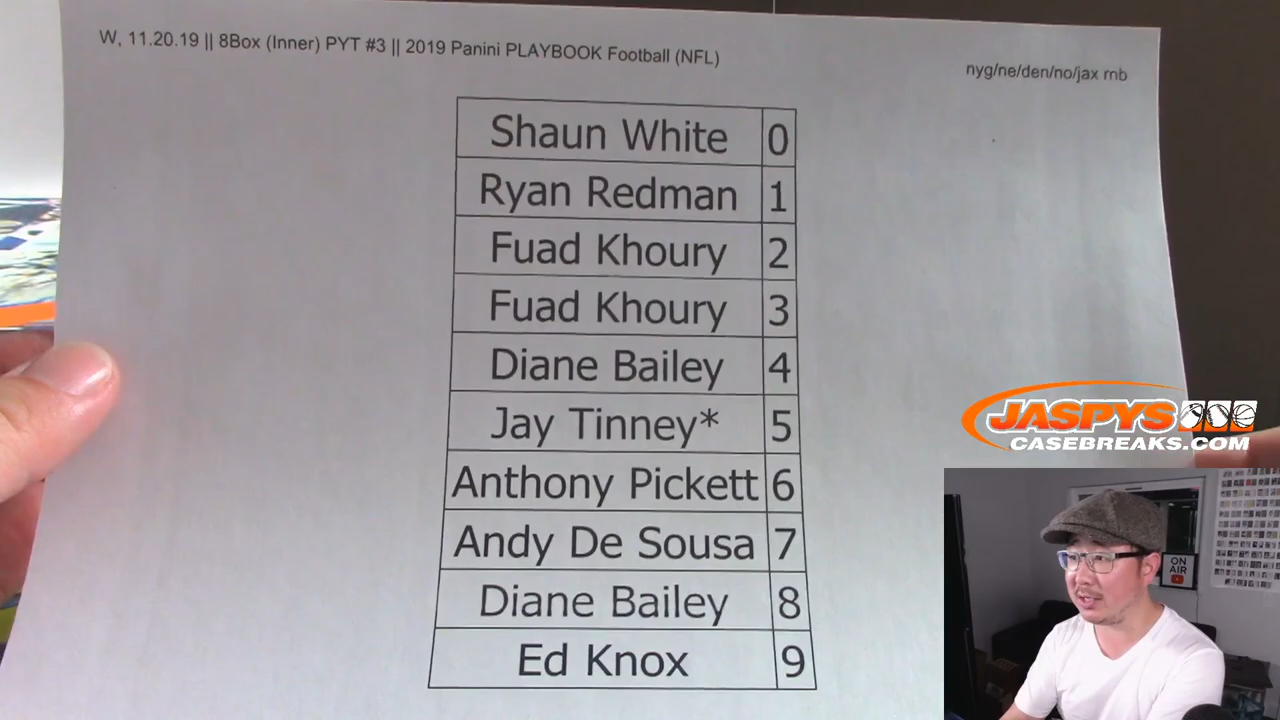 W, 11.20.19 || 8Box (Inner) PYT #3 || 2019 Panini PLAYBOOK Football (NFL)
nyg/ne/den/no/jax rnb
Shaun White 0
Ryan Redman 1
Fuad Khoury 2
Fuad Khoury 3
Diane Bailey 4
Jay Tinney* 5
Anthony Pickett 6
Andy De Sousa 7
Diane Bailey 8
Ed Knox 9
JASPYS
CASEBREAKS.COM
ON
AIR